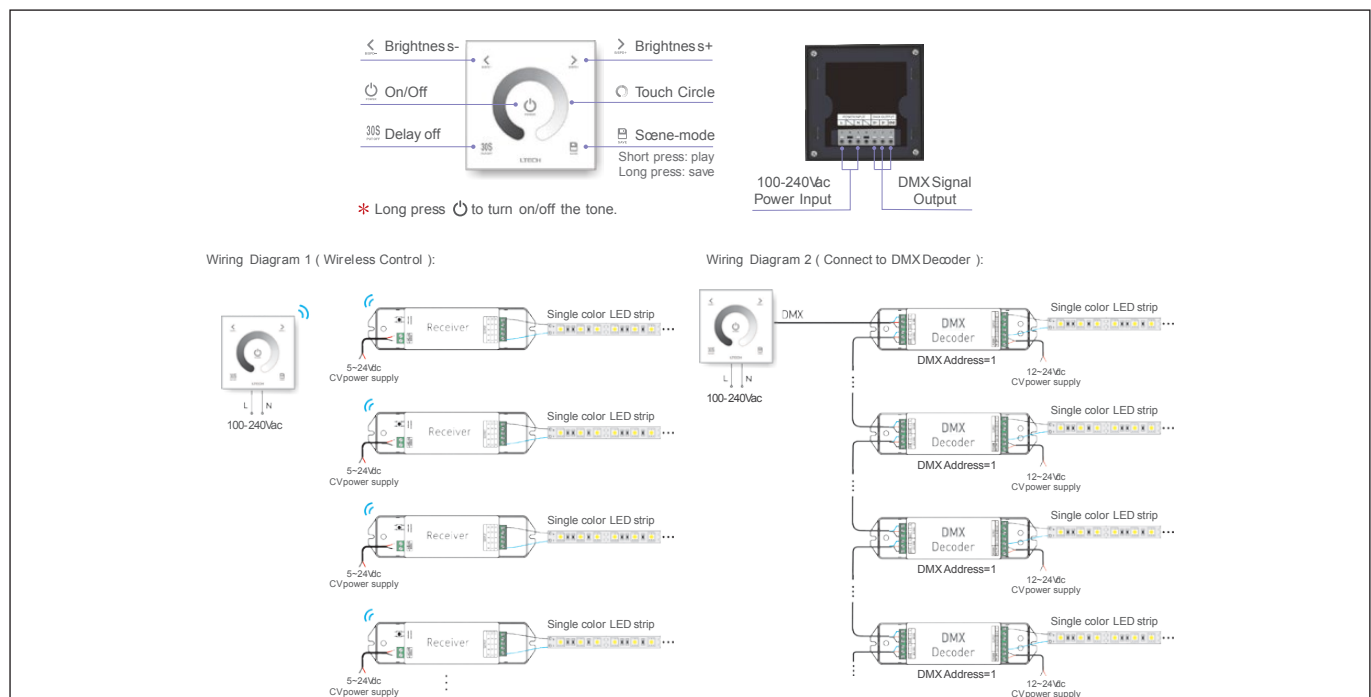 Brightness-
Brightness+
On/Off
Touch Circle
30S Delay off
Scene-mode
Short press: play
Long press: save
30S
LTECH
100-240Vac
Power Input
DMX Signal
Output
* Long press to turn on/off the tone.
Wiring Diagram 1 ( Wireless Control ):
Wiring Diagram 2 ( Connect to DMX Decoder ):
Receiver
Single color LED strip
5~24Vdc
CV power supply
L N
100-240Vac
Receiver
Single color LED strip
5~24Vdc
CV power supply
Receiver
Single color LED strip
5~24Vdc
CV power supply
Receiver
Single color LED strip
5~24Vdc
CV power supply
DMX
L N
100-240Vac
DMX
Decoder
DMX Address=1
Single color LED strip
12~24Vdc
CV power supply
DMX
Decoder
DMX Address=1
Single color LED strip
12~24Vdc
CV power supply
DMX
Decoder
DMX Address=1
Single color LED strip
12~24Vdc
CV power supply
DMX
Decoder
DMX Address=1
Single color LED strip
12~24Vdc
CV power supply